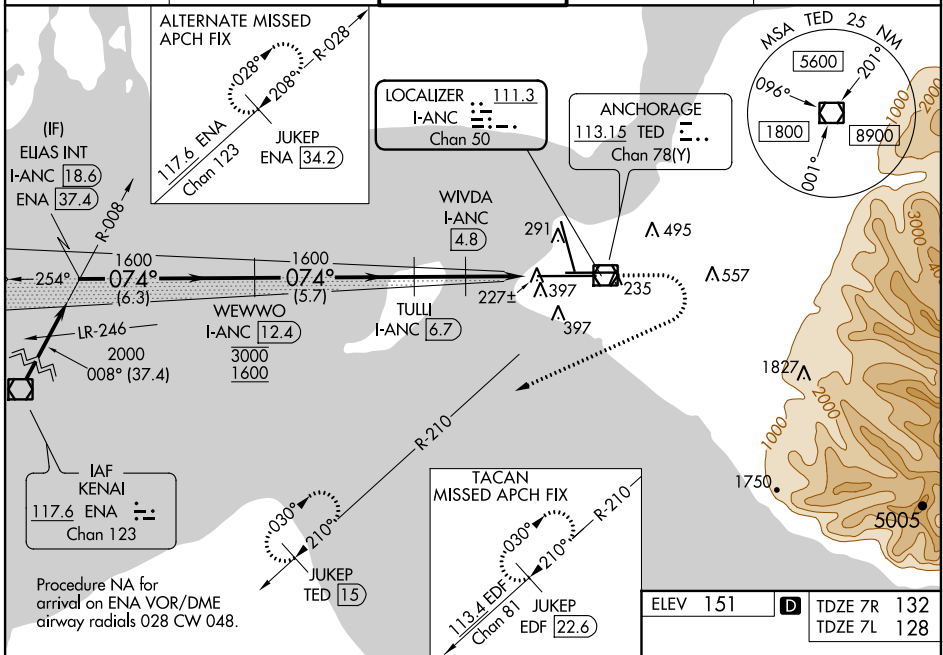 ALTERNATE MISSED
APCH FIX
028°
208°
R-028
117.6 ENA
Chan 123
JUKEP
ENA 34.2
LOCALIZER 111.3
I-ANC
Chan 50
ANCHORAGE
113.15 TED
Chan 78(Y)
MSA TED 25 NM
5600
201°
096°
1800
8900
001°
1000
2000
(IF)
ELIAS INT
I-ANC 18.6
ENA 37.4
R-008
WIVDA
I-ANC
4.8
291
495
3000
254°
1600
074°
(6.3)
1600
074°
(5.7)
227±
397
235
557
397
WEWWO
I-ANC 12.4
3000
1600
TULLI
I-ANC 6.7
LR-246
2000
008° (37.4)
1827
2000
1000
R-210
IAF
KENAI
117.6 ENA
Chan 123
1750
5005
030°
210°
JUKEP
TED 15
TACAN
MISSED APCH FIX
R-210
030°
210°
113.4 EDF
Chan 81
JUKEP
EDF 22.6
Procedure NA for
arrival on ENA VOR/DME
airway radials 028 CW 048.
ELEV 151
D
TDZE 7R 132
TDZE 7L 128